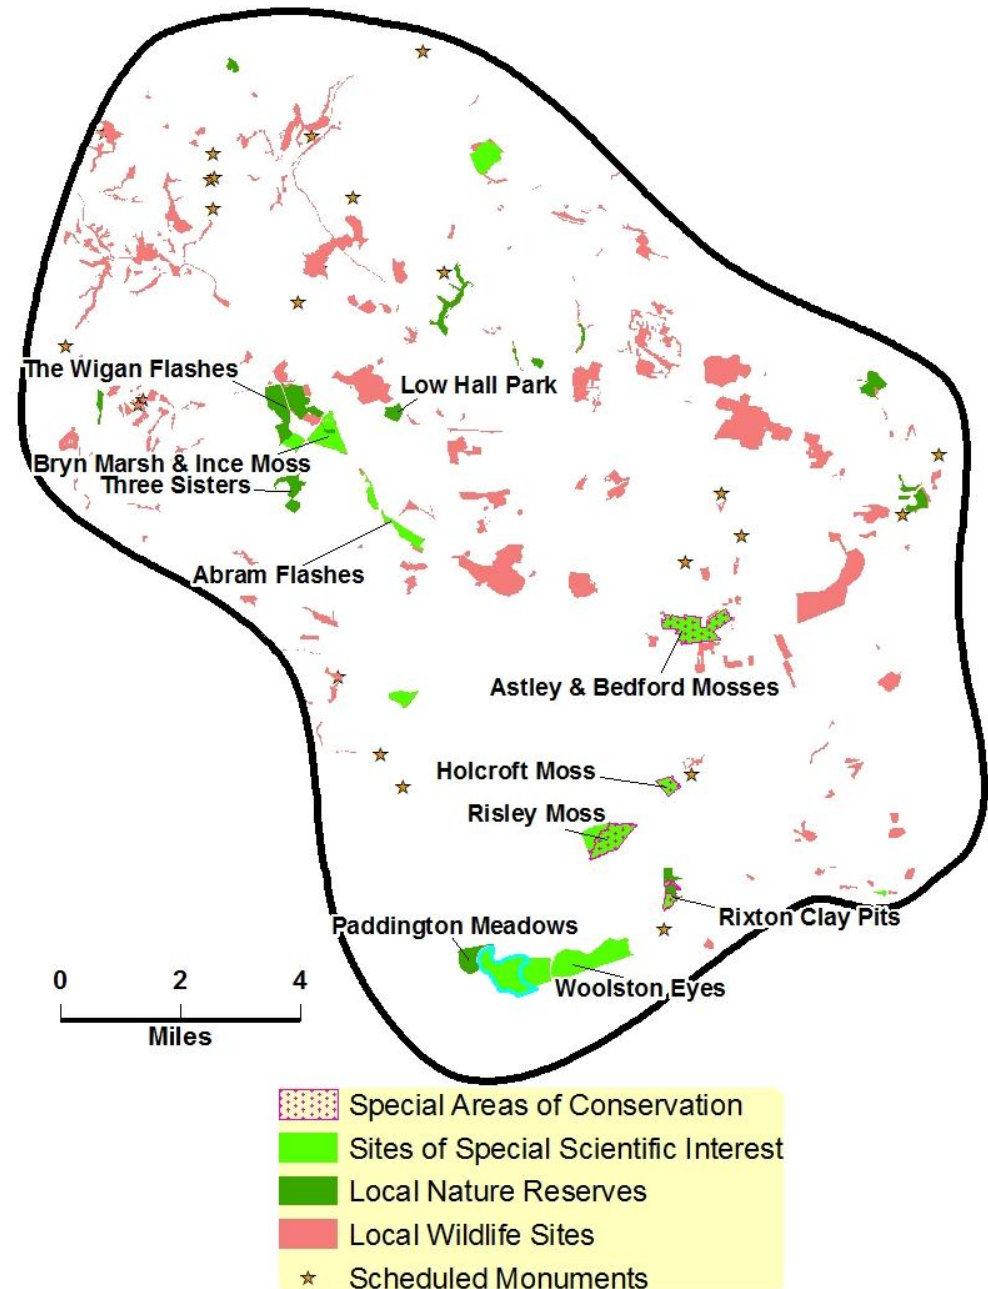 The Wigan Flashes
Low Hall Park
Bryn Marsh & Ince Moss
Three Sisters
Abram Flashes
Astley & Bedford Mosses
Holcroft Moss
Risley Moss
Rixton Clay Pits
Paddington Meadows
Woolston Eyes
0 2 4
Miles
Special Areas of Conservation
Sites of Special Scientific Interest
Local Nature Reserves
Local Wildlife Sites
Scheduled Monuments